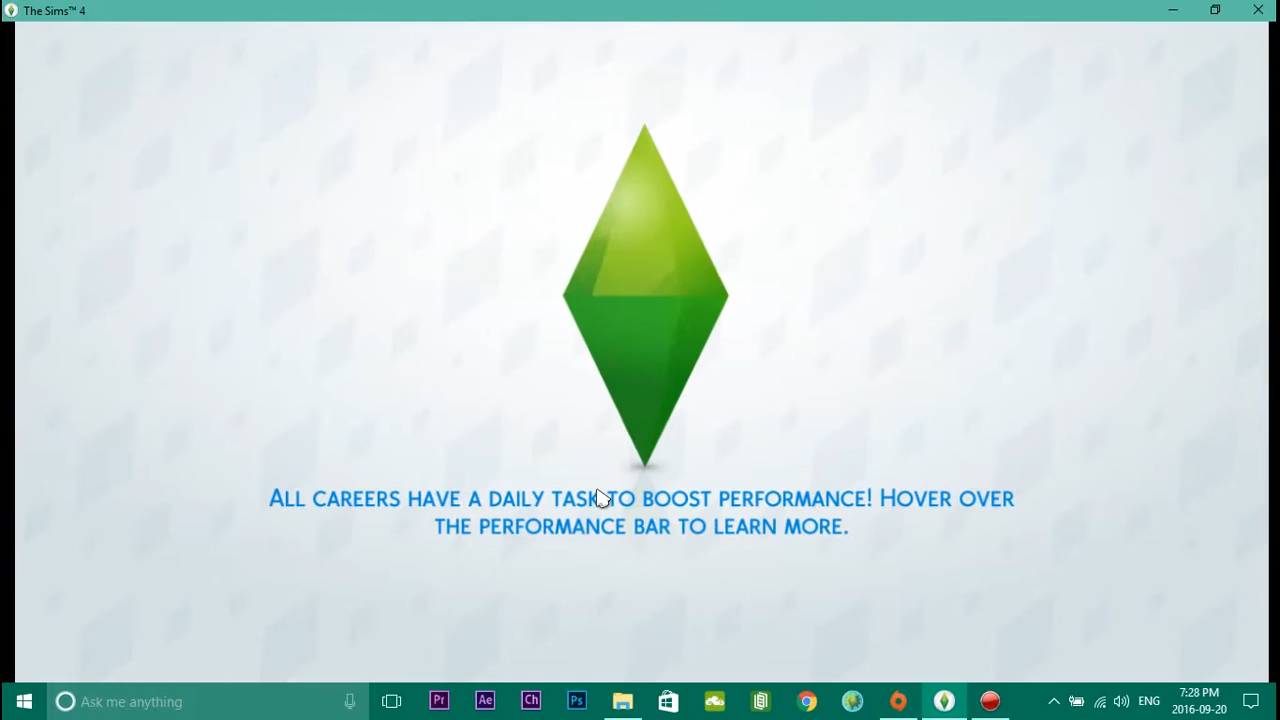 The Sims™ 4
ALL CAREERS HAVE A DAILY TASK TO BOOST PERFORMANCE! HOVER OVER
THE PERFORMANCE BAR TO LEARN MORE.
Ask me anything
Pr
Ae
Ch
Ps
ENG
7:28 PM
2016-09-20